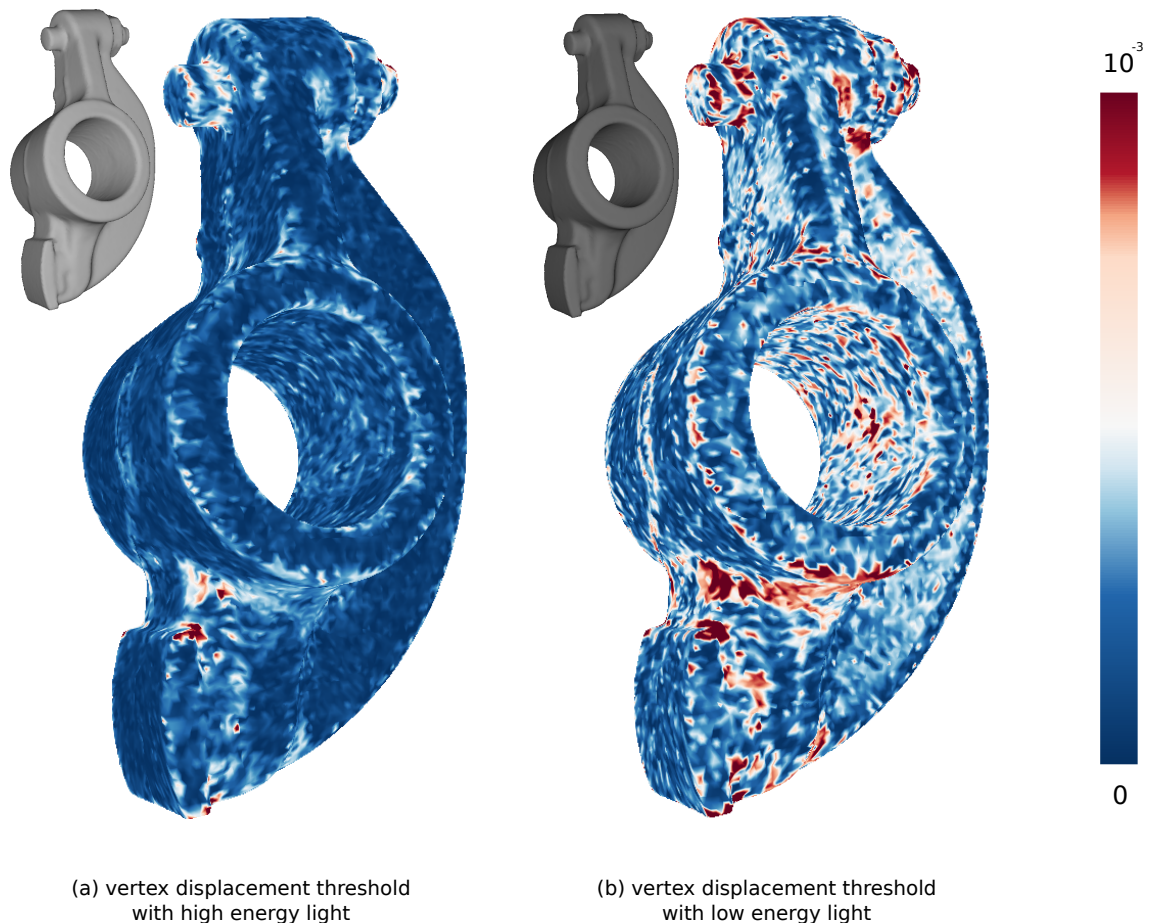 10⁻³
0
(a) vertex displacement threshold
with high energy light
(b) vertex displacement threshold
with low energy light